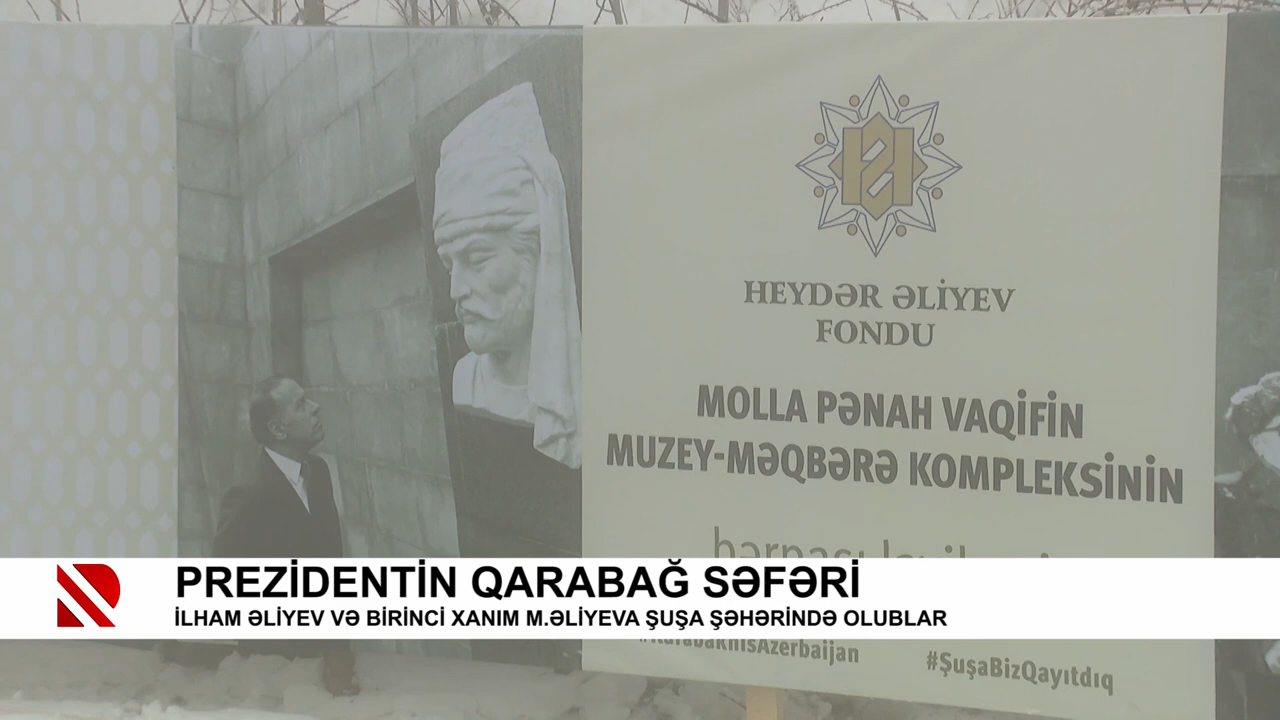 HEYDƏR ƏLİYEV
FONDU
MOLLA PƏNAH VAQİFİN
MUZEY-MƏQBƏRƏ KOMPLEKSİNİN
PREZİDENTİN QARABAĞ SƏFƏRİ
İLHAM ƏLİYEV VƏ BİRİNCİ XANIM M.ƏLİYEVA ŞUŞA ŞƏHƏRİNDƏ OLUBLAR
#KarabakhIsAzerbaijan #ŞuşaBizQayıtdıq